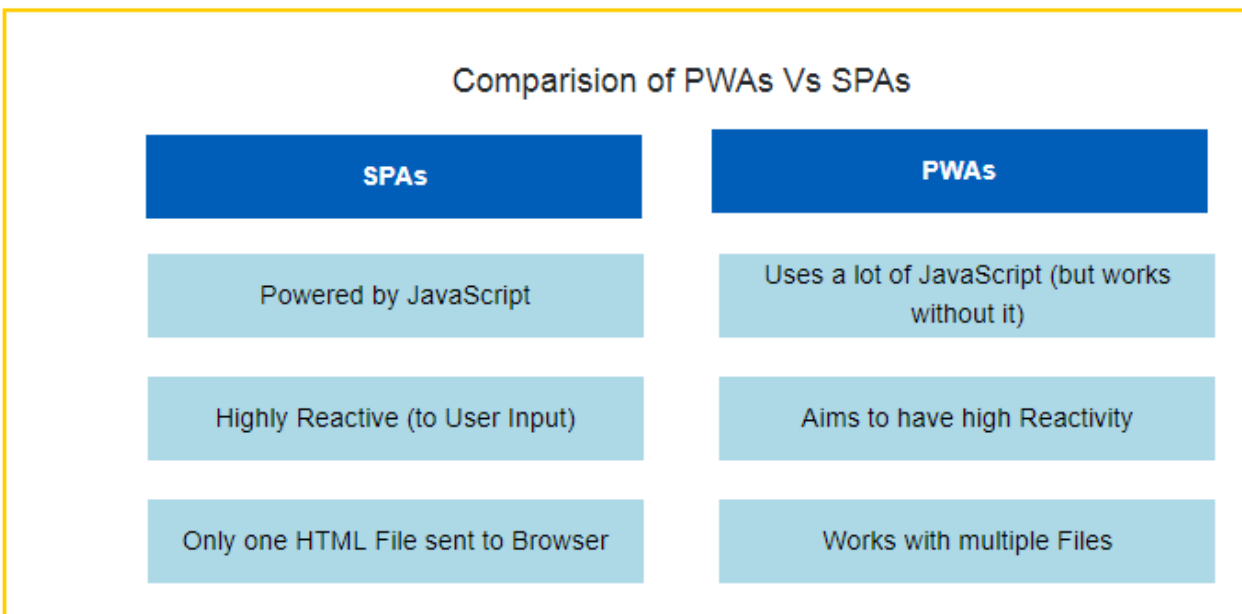 Comparision of PWAs Vs SPAs
SPAs
PWAs
Powered by JavaScript
Uses a lot of JavaScript (but works
without it)
Highly Reactive (to User Input)
Aims to have high Reactivity
Only one HTML File sent to Browser
Works with multiple Files